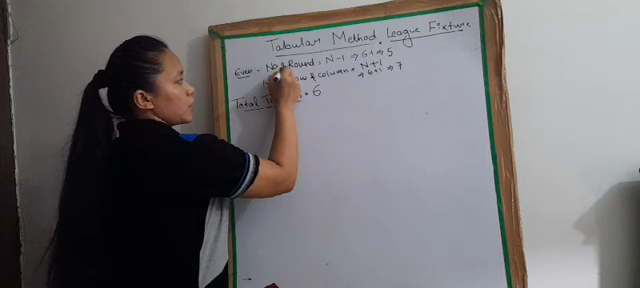 Tabular Method. League Fixture
Even :- No of Round = N-1 ⇒ 6-1 ⇒ 5
N ow & column = N+1
⇒ 6+1 ⇒ 7
Total T = 6